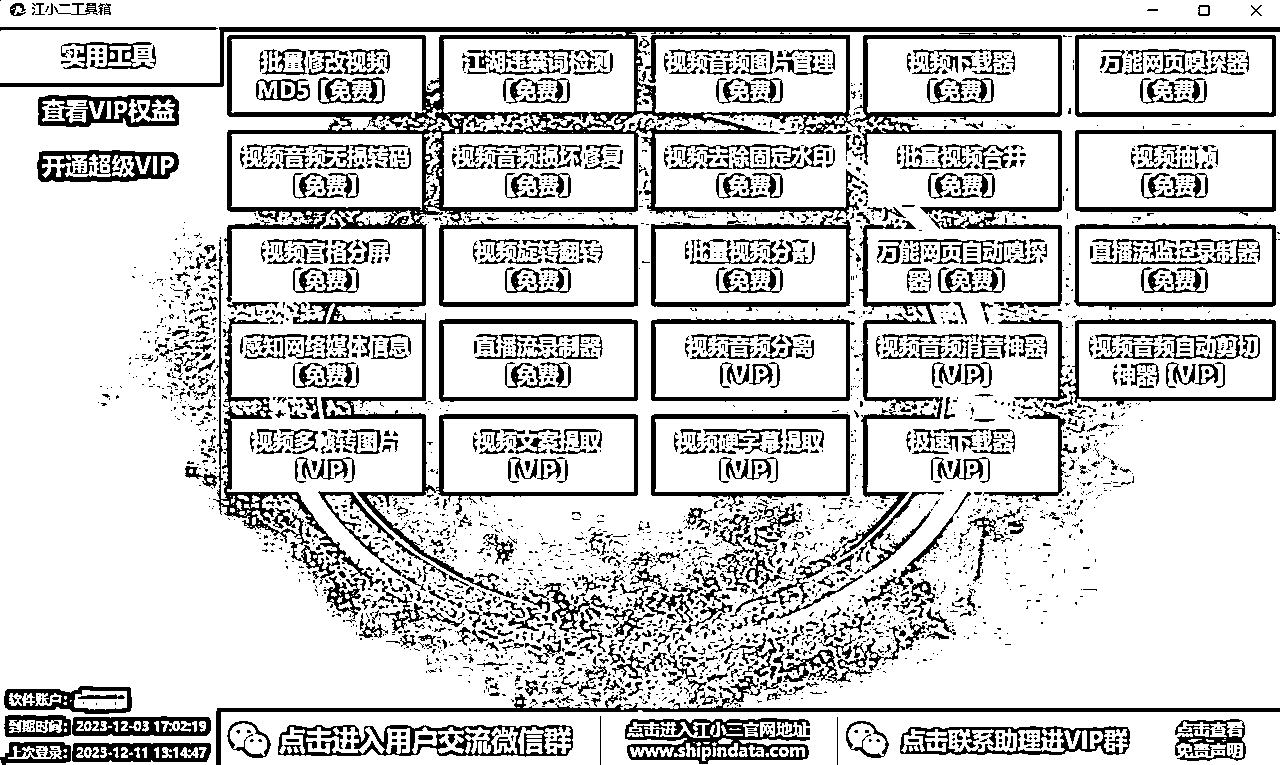 江小二工具箱
实用工具
查看VIP权益
开通超级VIP
批量修改视频
MD5【免费】
江湖违禁词检测
【免费】
视频音频图片管理
【免费】
视频下载器
【免费】
万能网页嗅探器
【免费】
视频音频无损转码
【免费】
视频音频损坏修复
【免费】
视频去除固定水印
【免费】
批量视频合并
【免费】
视频抽帧
【免费】
视频宫格分屏
【免费】
视频旋转翻转
【免费】
批量视频分割
【免费】
万能网页自动嗅探
器【免费】
直播流监控录制器
【免费】
感知网络媒体信息
【免费】
直播流录制器
【免费】
视频音频分离
【VIP】
视频音频消音神器
【VIP】
视频音频自动剪切
神器【VIP】
视频多帧转图片
【VIP】
视频文案提取
【VIP】
视频硬字幕提取
【VIP】
极速下载器
【VIP】
软件账户:
到期时间: 2023-12-03 17:02:19
上次登录: 2023-12-11 13:14:47
点击进入用户交流微信群
点击进入江小二官网地址
www.shipindata.com
点击联系助理进VIP群
点击查看
免责声明